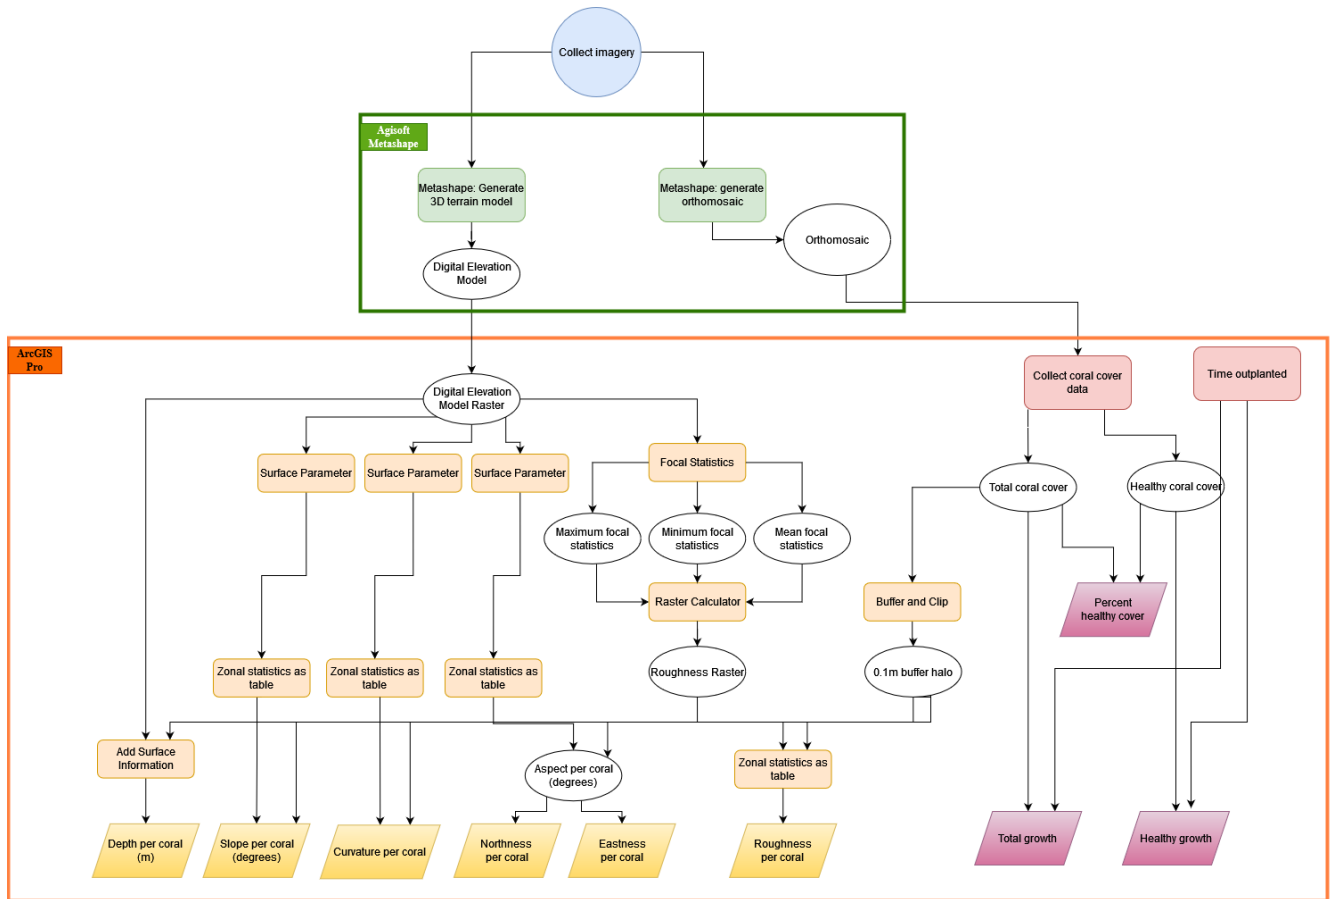 Collect imagery
Agisoft
Metashape
Metashape: Generate
3D terrain model
Metashape: generate
orthomosaic
Orthomosaic
Digital Elevation
Model
ArcGIS
Pro
Digital Elevation
Model Raster
Collect coral cover
data
Time outplanted
Surface Parameter
Surface Parameter
Surface Parameter
Focal Statistics
Total coral cover
Healthy coral cover
Maximum focal
statistics
Minimum focal
statistics
Mean focal
statistics
Raster Calculator
Buffer and Clip
Percent
healthy cover
Zonal statistics as
table
Zonal statistics as
table
Zonal statistics as
table
Roughness Raster
0.1m buffer halo
Add Surface
Information
Aspect per coral
(degrees)
Zonal statistics as
table
Depth per coral
(m)
Slope per coral
(degrees)
Curvature per coral
Northness
per coral
Eastness
per coral
Roughness
per coral
Total growth
Healthy growth